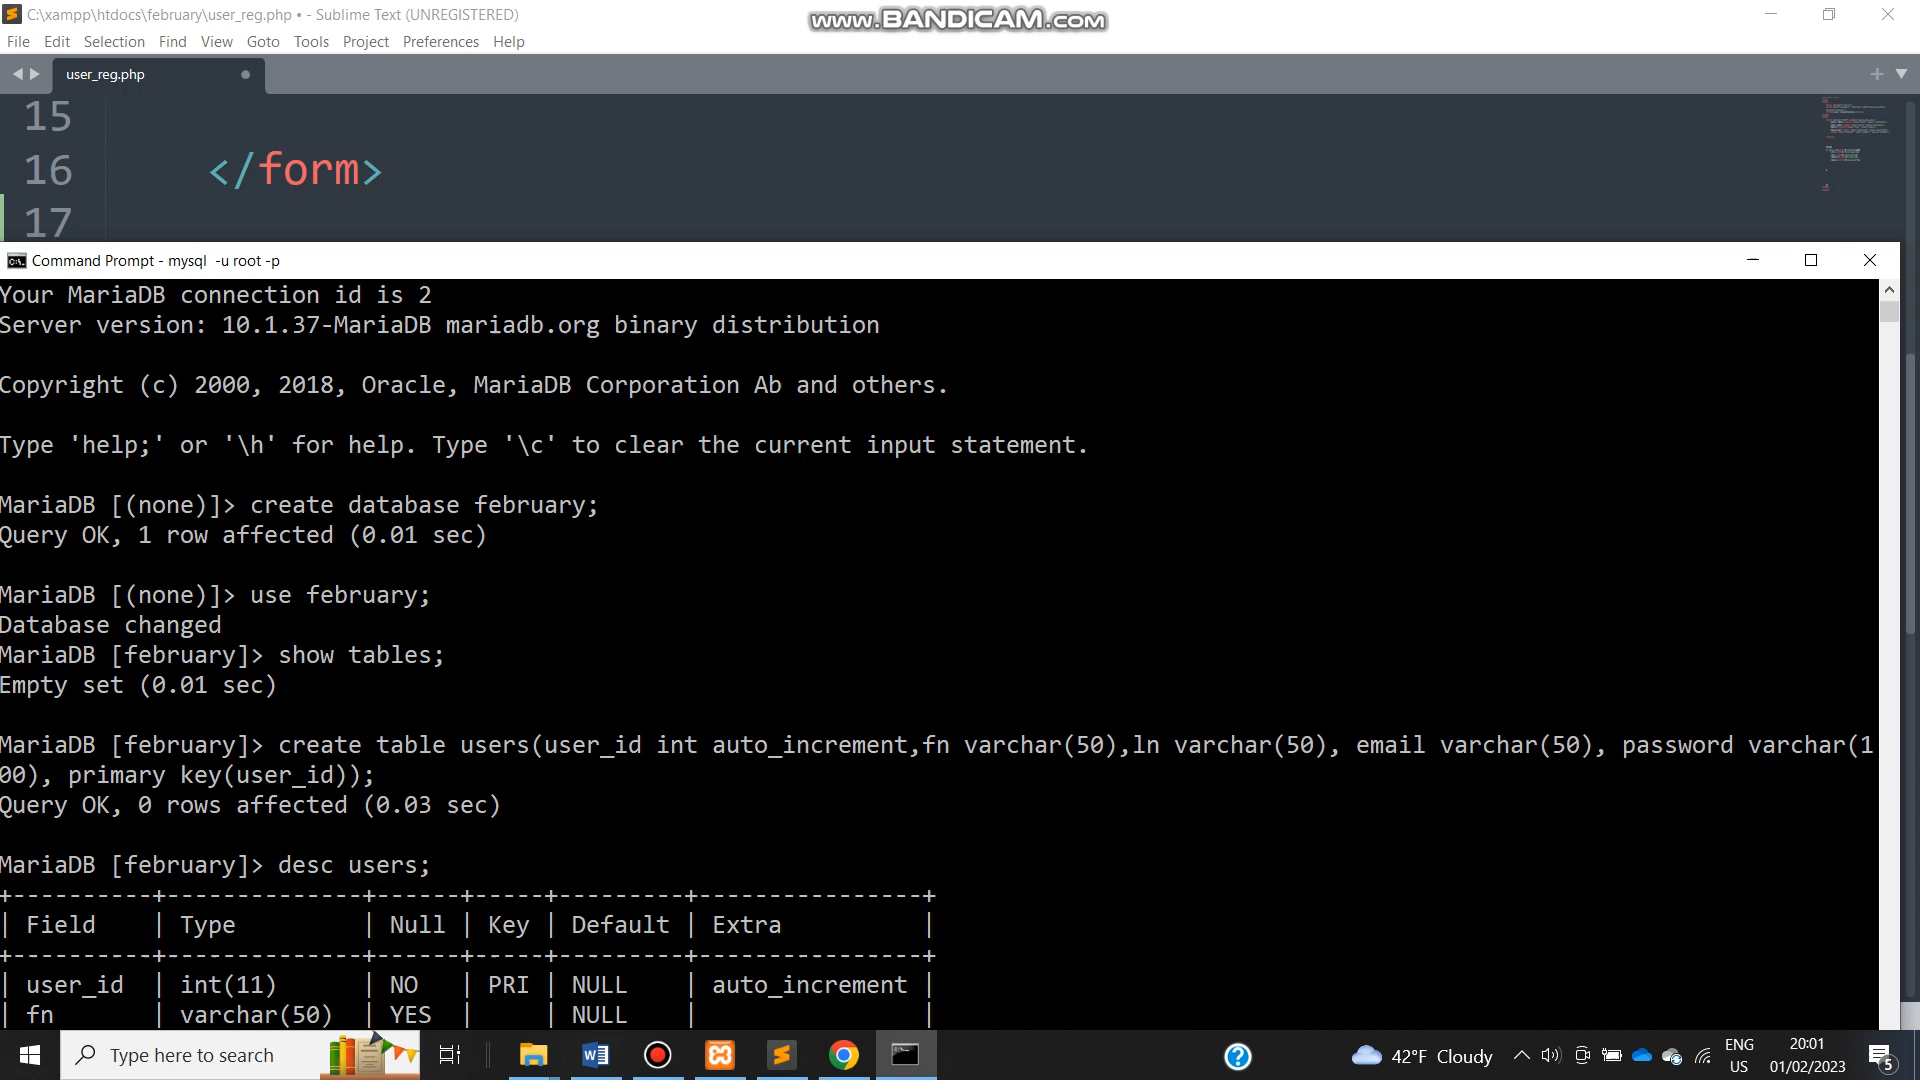 C:\xampp\htdocs\february\user_reg.php • - Sublime Text (UNREGISTERED)
www.BANDICAM.com
File Edit Selection Find View Goto Tools Project Preferences Help
user_reg.php
15
16 </form>
17
Command Prompt - mysql -u root -p
Your MariaDB connection id is 2
Server version: 10.1.37-MariaDB mariadb.org binary distribution
Copyright (c) 2000, 2018, Oracle, MariaDB Corporation Ab and others.
Type 'help;' or '\h' for help. Type '\c' to clear the current input statement.
MariaDB [(none)]> create database february;
Query OK, 1 row affected (0.01 sec)
MariaDB [(none)]> use february;
Database changed
MariaDB [february]> show tables;
Empty set (0.01 sec)
MariaDB [february]> create table users(user_id int auto_increment,fn varchar(50),ln varchar(50), email varchar(50), password varchar(1
00), primary key(user_id));
Query OK, 0 rows affected (0.03 sec)
MariaDB [february]> desc users;
+----------+--------------+------+-----+---------+----------------+
| Field | Type | Null | Key | Default | Extra |
+----------+--------------+------+-----+---------+----------------+
| user_id | int(11) | NO | PRI | NULL | auto_increment |
| fn | varchar(50) | YES | | NULL | |
Type here to search
42°F Cloudy
ENG
US
20:01
01/02/2023
5